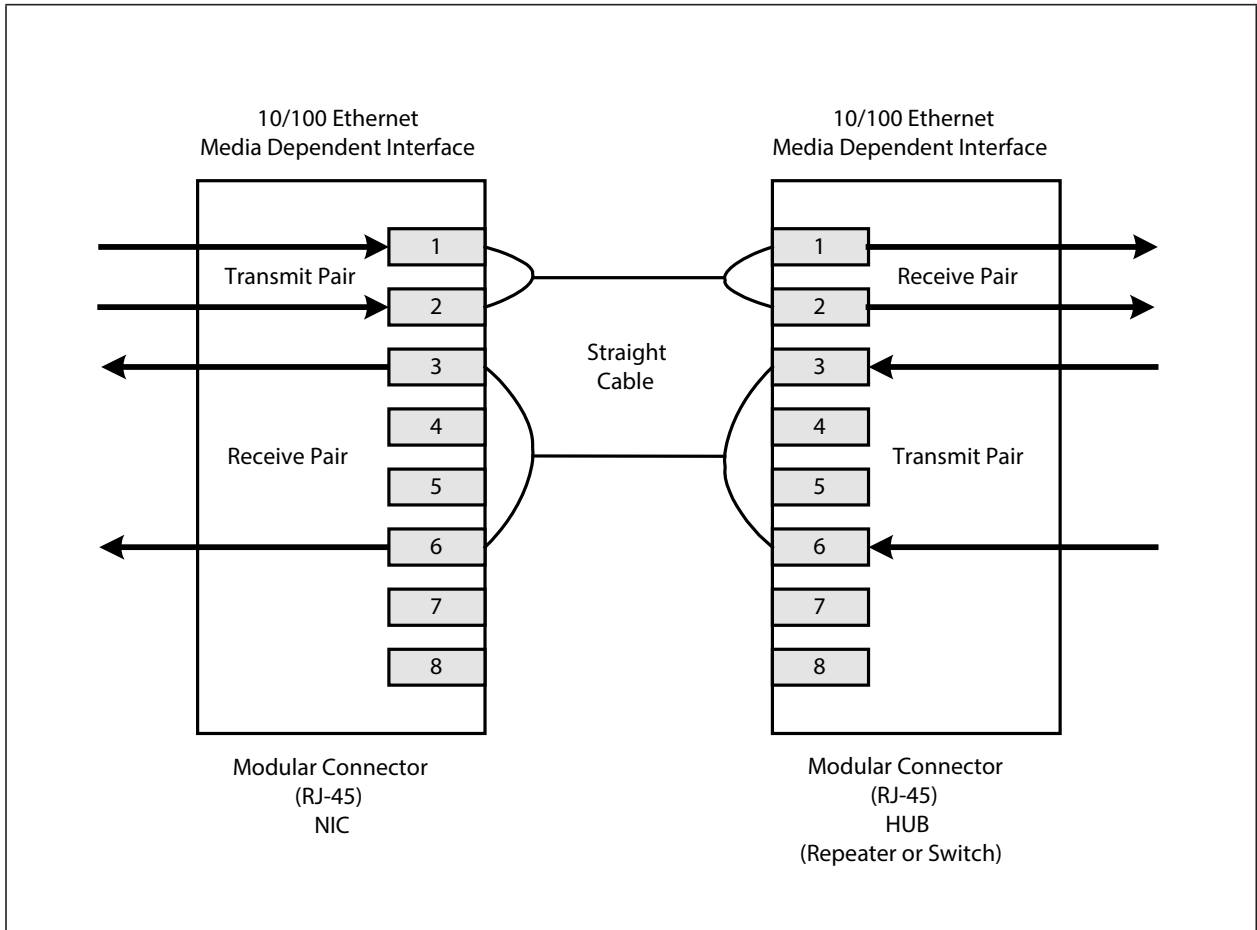 10/100 Ethernet
Media Dependent Interface
10/100 Ethernet
Media Dependent Interface
1
Transmit Pair
2
3
4
Receive Pair
5
6
7
8
Straight
Cable
1
Receive Pair
2
3
4
Transmit Pair
5
6
7
8
Modular Connector
(RJ-45)
NIC
Modular Connector
(RJ-45)
HUB
(Repeater or Switch)